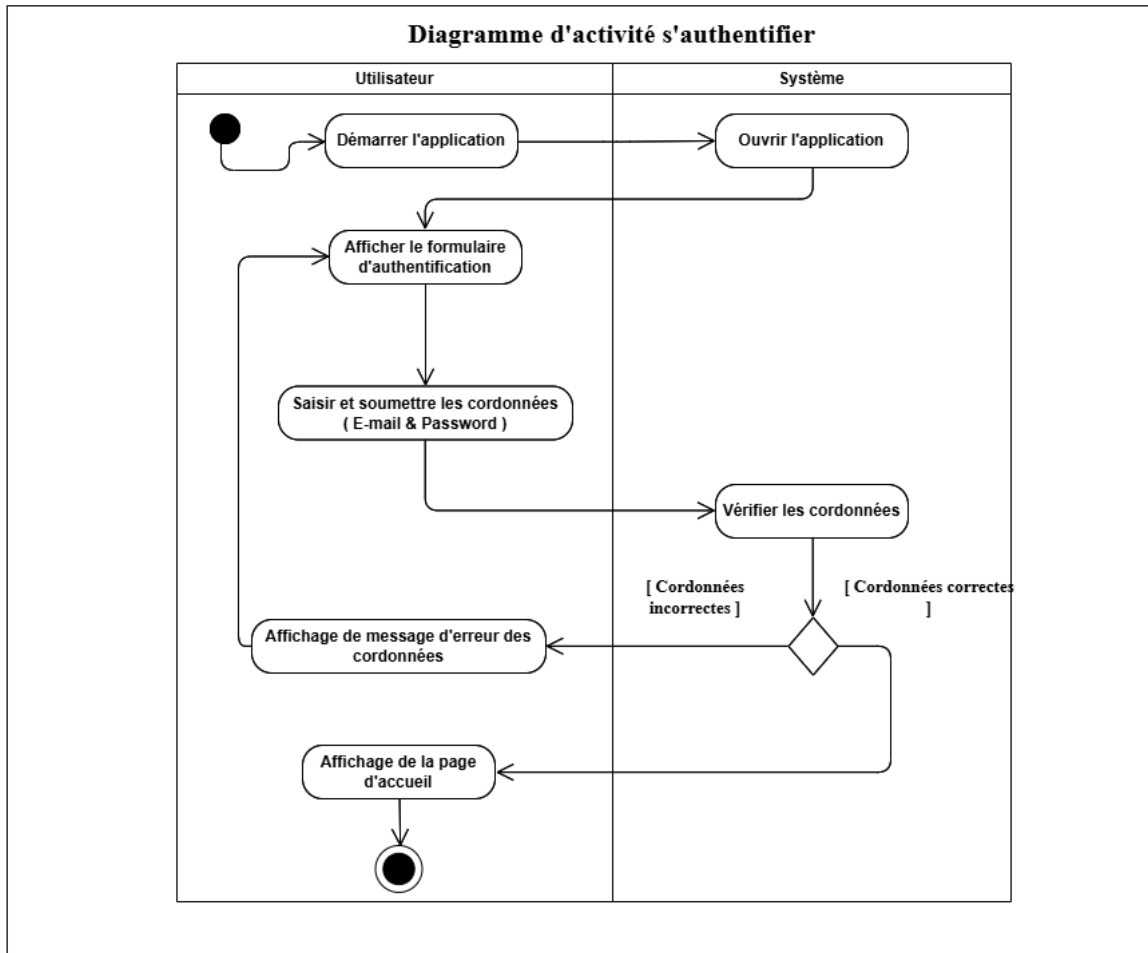 Diagramme d'activité s'authentifier
Utilisateur
Système
Démarrer l'application
Ouvrir l'application
Afficher le formulaire
d'authentification
Saisir et soumettre les cordonnées
( E-mail & Password )
Vérifier les cordonnées
[ Cordonnées
incorrectes ]
[ Cordonnées correctes
]
Affichage de message d'erreur des
cordonnées
Affichage de la page
d'accueil